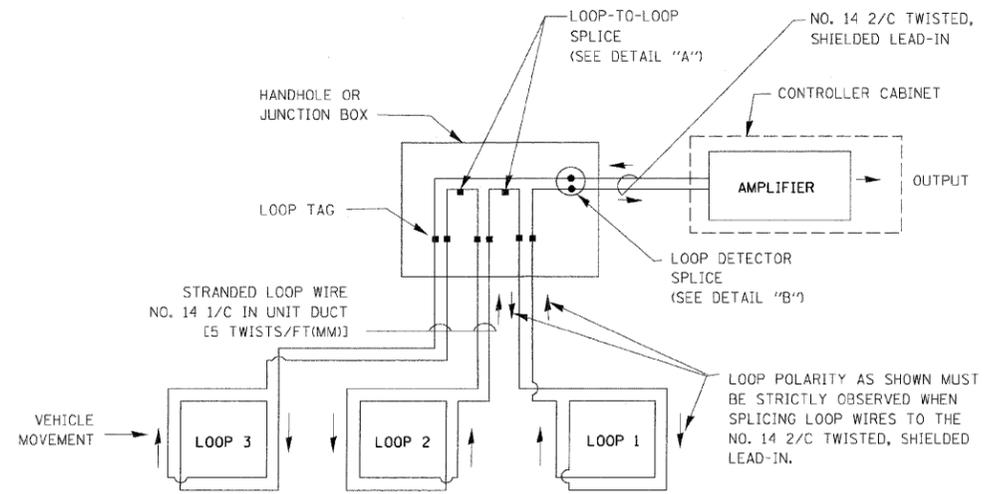 LOOP-TO-LOOP
SPLICE
(SEE DETAIL "A")
NO. 14 2/C TWISTED,
SHIELDED LEAD-IN
HANDHOLE OR
JUNCTION BOX
CONTROLLER CABINET
AMPLIFIER
OUTPUT
LOOP TAG
LOOP DETECTOR
SPLICE
(SEE DETAIL "B")
STRANDED LOOP WIRE
NO. 14 1/C IN UNIT DUCT
[5 TWISTS/FT(MM)]
LOOP POLARITY AS SHOWN MUST
BE STRICTLY OBSERVED WHEN
SPLICING LOOP WIRES TO THE
NO. 14 2/C TWISTED, SHIELDED
LEAD-IN.
VEHICLE
MOVEMENT
LOOP 3
LOOP 2
LOOP 1